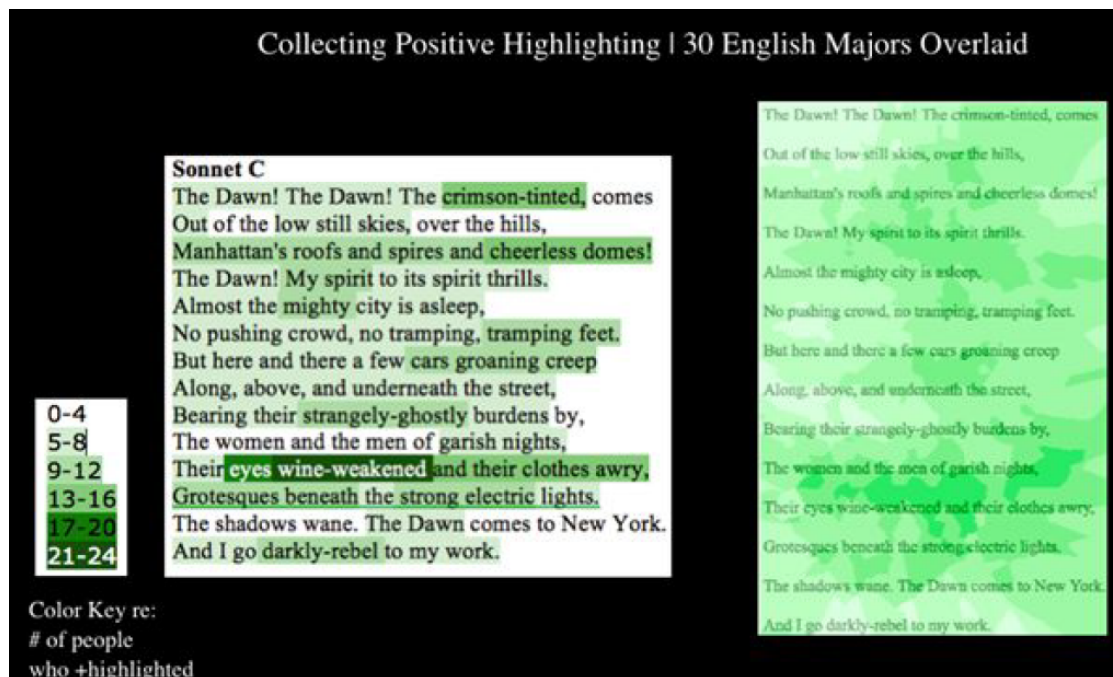 Collecting Positive Highlighting | 30 English Majors Overlaid
Sonnet C
The Dawn! The Dawn! The crimson-tinted, comes
Out of the low still skies, over the hills,
Manhattan's roofs and spires and cheerless domes!
The Dawn! My spirit to its spirit thrills.
Almost the mighty city is asleep,
No pushing crowd, no tramping, tramping feet.
But here and there a few cars groaning creep
Along, above, and underneath the street,
Bearing their strangely-ghostly burdens by,
The women and the men of garish nights,
Their eyes wine-weakened and their clothes awry,
Grotesques beneath the strong electric lights.
The shadows wane. The Dawn comes to New York.
And I go darkly-rebel to my work.
0-4
5-8
9-12
13-16
17-20
21-24
Color Key re:
# of people
who +highlighted
The Dawn! The Dawn! The crimson-tinted, comes
Out of the low still skies, over the hills,
Manhattan's roofs and spires and cheerless domes!
The Dawn! My spirit to its spirit thrills.
Almost the mighty city is asleep,
No pushing crowd, no tramping, tramping feet.
But here and there a few cars groaning creep
Along, above, and underneath the street,
Bearing their strangely-ghostly burdens by,
The women and the men of garish nights,
Their eyes wine-weakened and their clothes awry,
Grotesques beneath the strong electric lights.
The shadows wane. The Dawn comes to New York.
And I go darkly-rebel to my work.